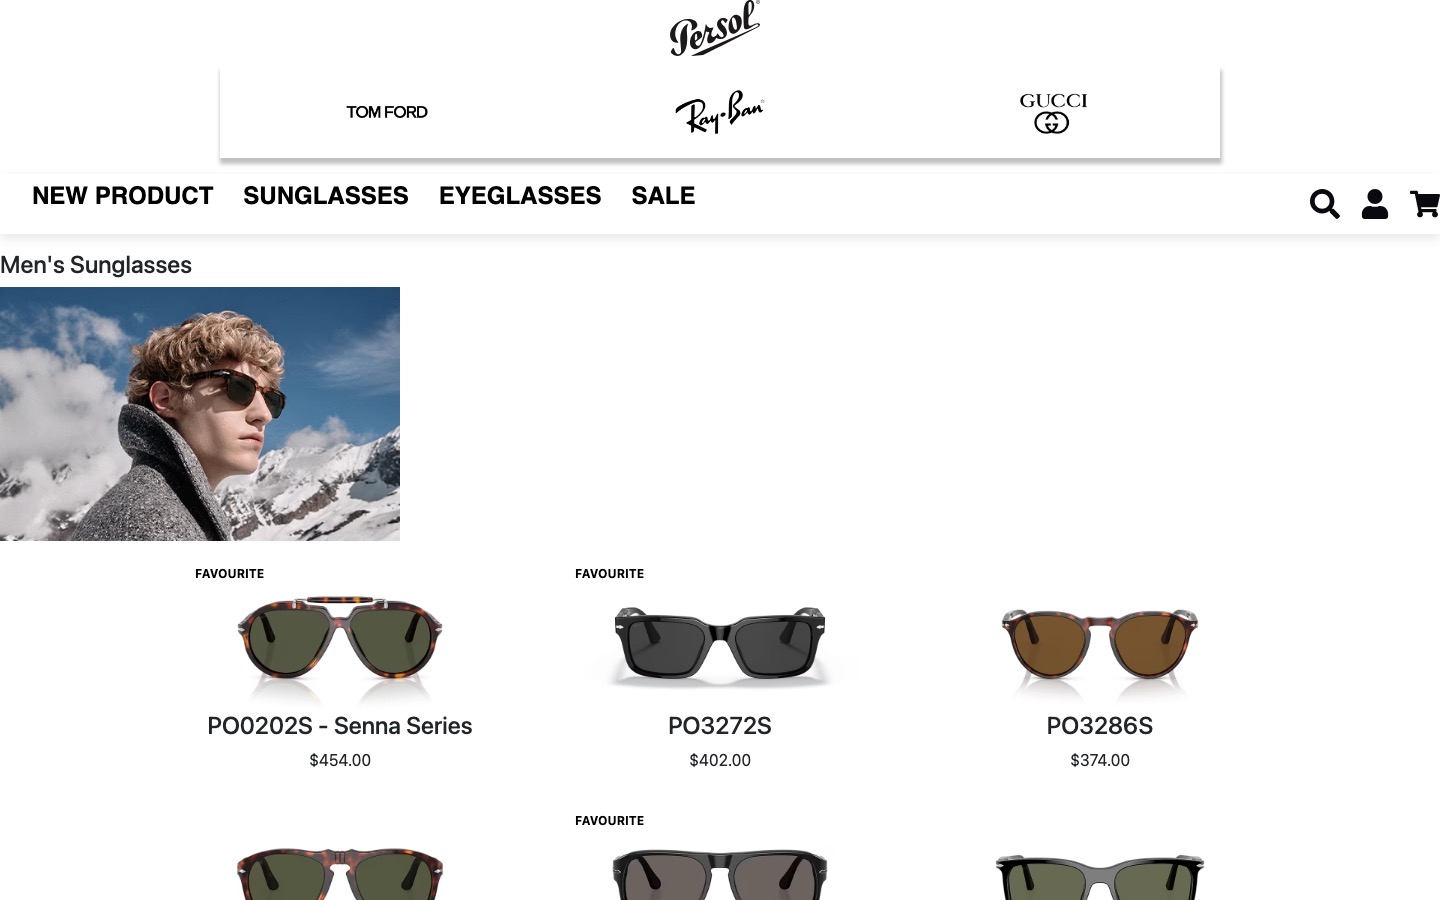 Persol
TOM FORD
Ray-Ban
GUCCI
NEW PRODUCT
SUNGLASSES
EYEGLASSES
SALE
Men's Sunglasses
FAVOURITE
PO0202S - Senna Series
$454.00
FAVOURITE
PO3272S
$402.00
PO3286S
$374.00
FAVOURITE